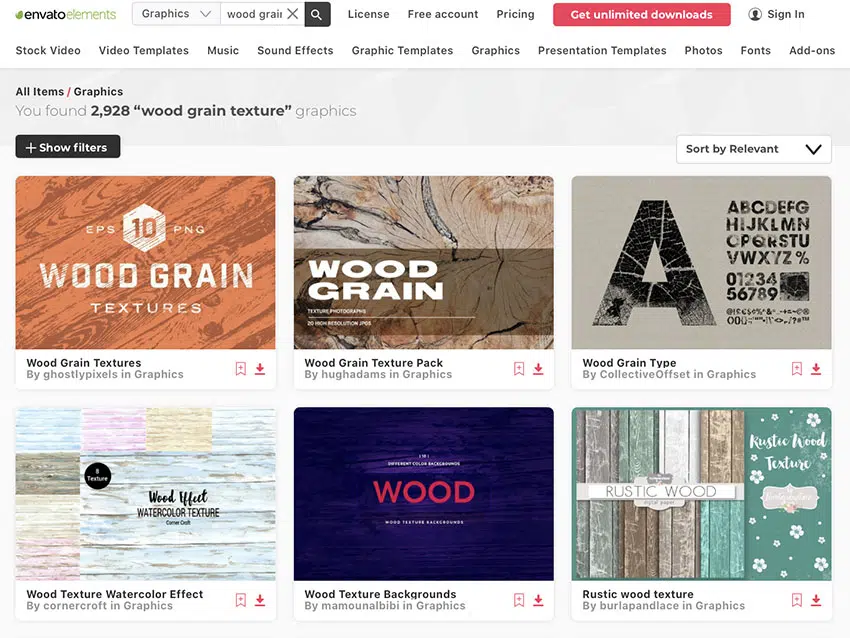 envato elements
Graphics
wood grai
License
Free account
Pricing
Get unlimited downloads
Sign In
Stock Video
Video Templates
Music
Sound Effects
Graphic Templates
Graphics
Presentation Templates
Photos
Fonts
Add-ons
All Items / Graphics
You found 2,928 “wood grain texture” graphics
Show filters
Sort by Relevant
EPS 10 PNG
WOOD GRAIN
TEXTURES
WOOD
GRAIN
TEXTURE PHOTOGRAPHS
20 HIGH RESOLUTION JPGS
A
ABCDEFG
HIJKLMN
OPQRSTU
VWXYZ %
01234
56789
Wood Grain Textures
By ghostlypixels in Graphics
Wood Grain Texture Pack
By hughadams in Graphics
Wood Grain Type
By CollectiveOffset in Graphics
8
Texture
Wood Effect
WATERCOLOR TEXTURE
Corner Croft
DIFFERENT COLOR BACKGROUNDS
WOOD
WOOD TEXTURE BACKGROUNDS
RUSTIC WOOD
digital paper
Rustic Wood
Texture
Wood Texture Watercolor Effect
By cornercroft in Graphics
Wood Texture Backgrounds
By mamounalbibi in Graphics
Rustic wood texture
By burlapandlace in Graphics